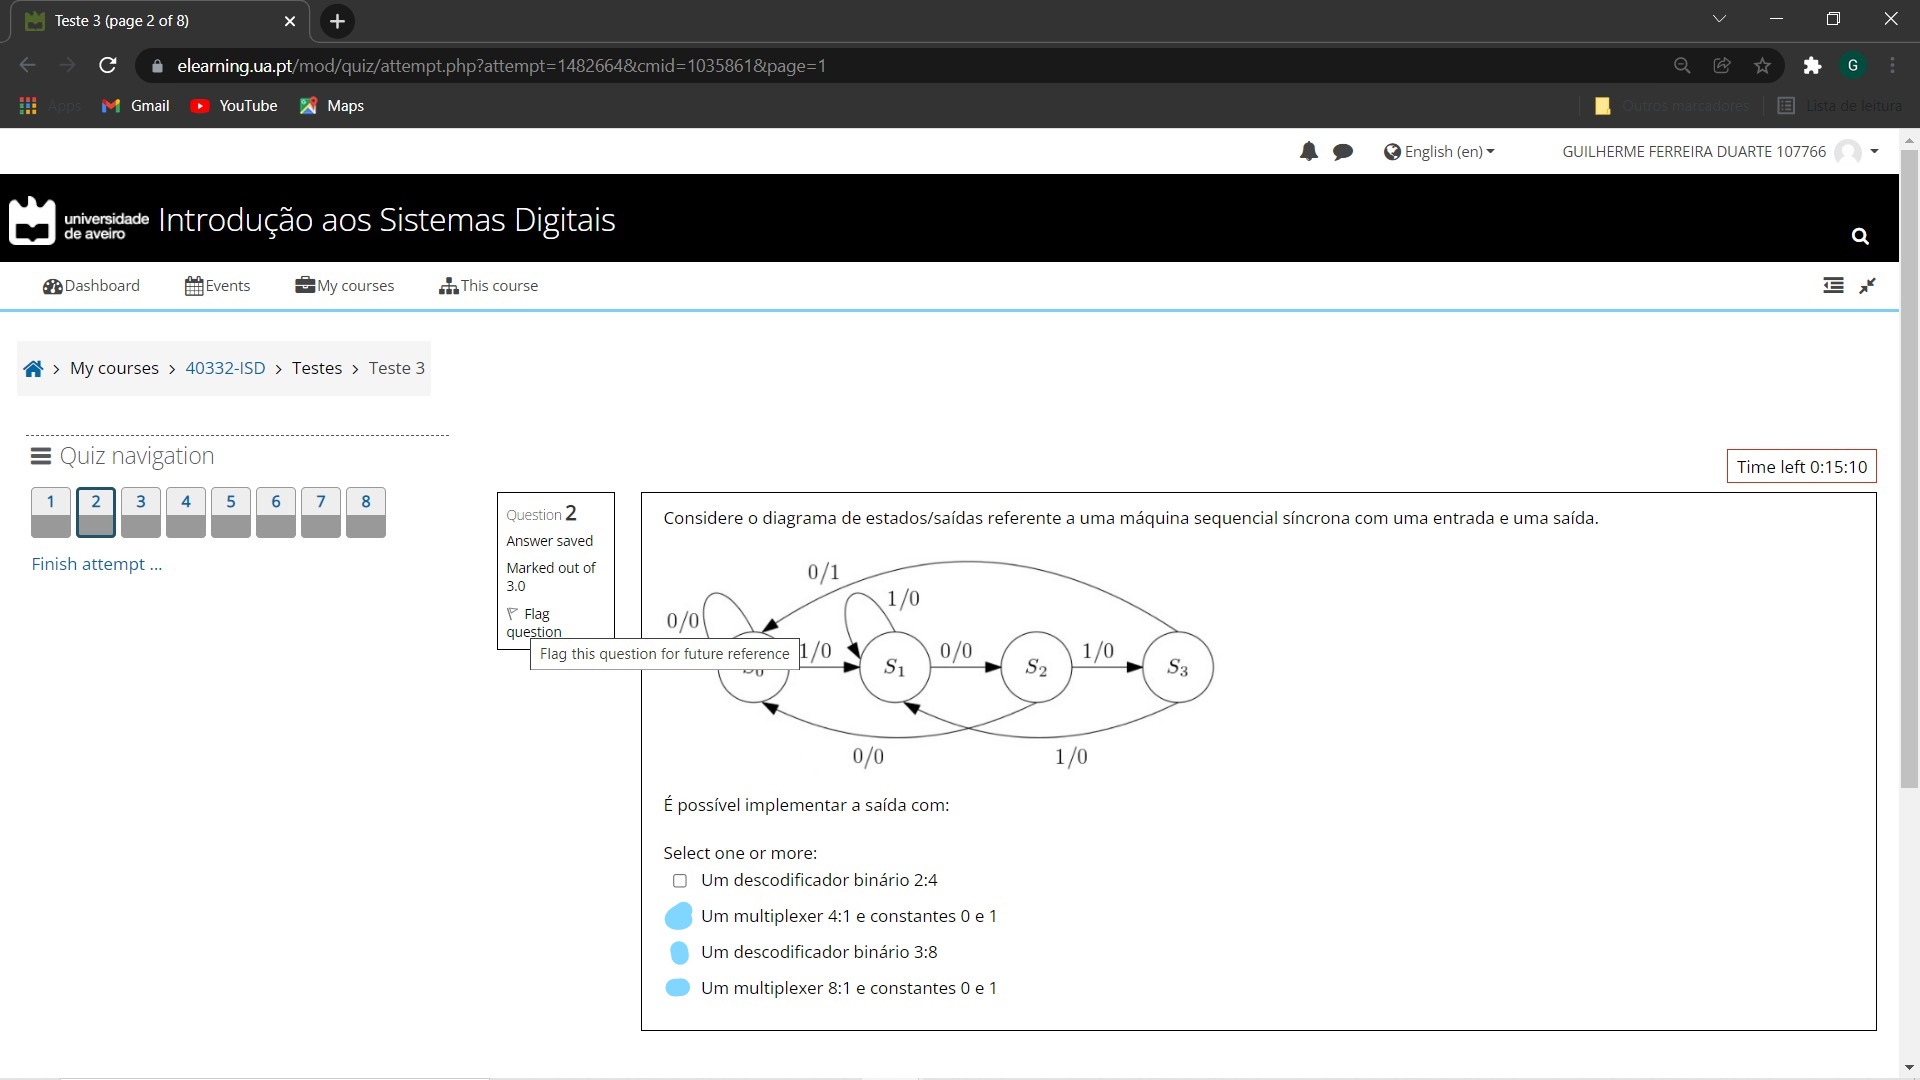 Teste 3 (page 2 of 8)
elearning.ua.pt/mod/quiz/attempt.php?attempt=1482664&cmid=1035861&page=1
G
Apps
Gmail
YouTube
Maps
Outros marcadores
Lista de leitura
English (en)
GUILHERME FERREIRA DUARTE 107766
universidade
de aveiro
Introdução aos Sistemas Digitais
Dashboard
Events
My courses
This course
My courses > 40332-ISD > Testes > Teste 3
Quiz navigation
Time left 0:15:10
1 2 3 4 5 6 7 8
Finish attempt ...
Question 2
Answer saved
Marked out of
3.0
Flag
question
Flag this question for future reference
Considere o diagrama de estados/saídas referente a uma máquina sequencial síncrona com uma entrada e uma saída.
0/1
1/0
0/0
1/0
0/0
1/0
S₁
S₂
S₃
0/0
1/0
É possível implementar a saída com:
Select one or more:
Um descodificador binário 2:4
Um multiplexer 4:1 e constantes 0 e 1
Um descodificador binário 3:8
Um multiplexer 8:1 e constantes 0 e 1